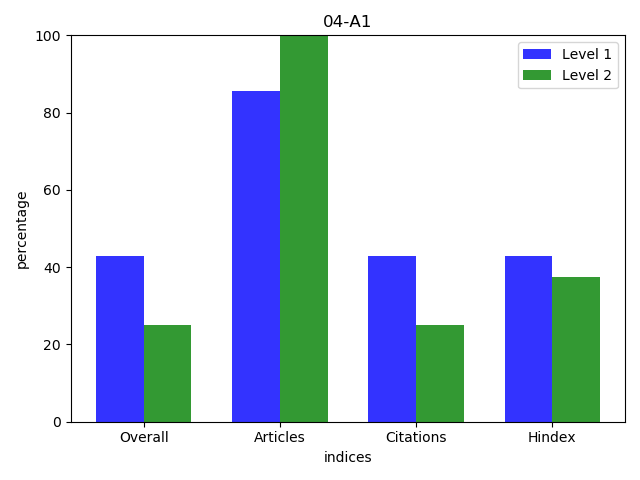 04-A1
Level 1
Level 2
percentage
100
80
60
40
20
0
Overall
Articles
Citations
Hindex
indices